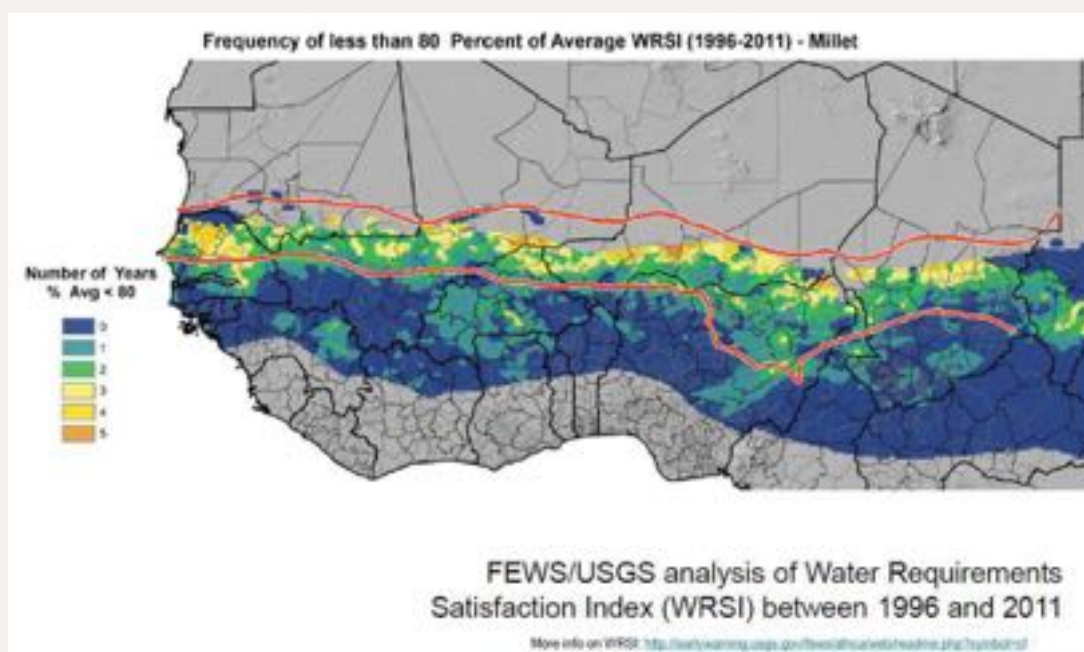 Frequency of less than 80 Percent of Average WRSI (1996-2011) - Millet
Number of Years
% Avg < 80
0
1
2
3
4
5
FEWS/USGS analysis of Water Requirements
Satisfaction Index (WRSI) between 1996 and 2011
More info on WRSI: